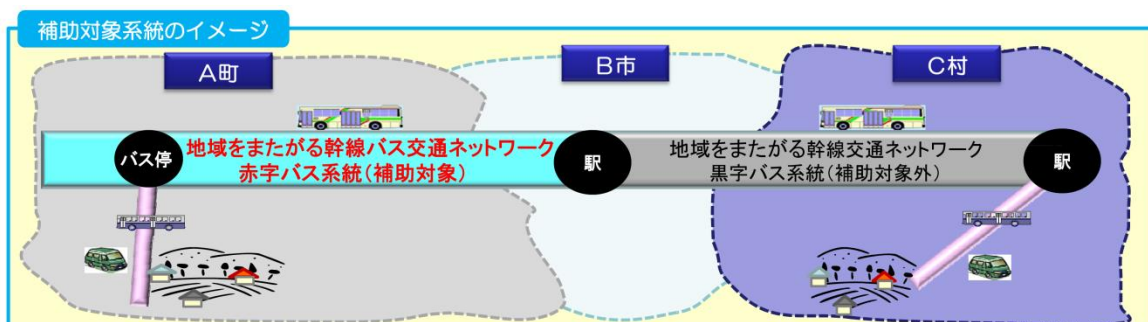 補助対象系統のイメージ
A町
B市
C村
バス停
地域をまたがる幹線バス交通ネットワーク
赤字バス系統(補助対象)
駅
地域をまたがる幹線交通ネットワーク
黒字バス系統(補助対象外)
駅